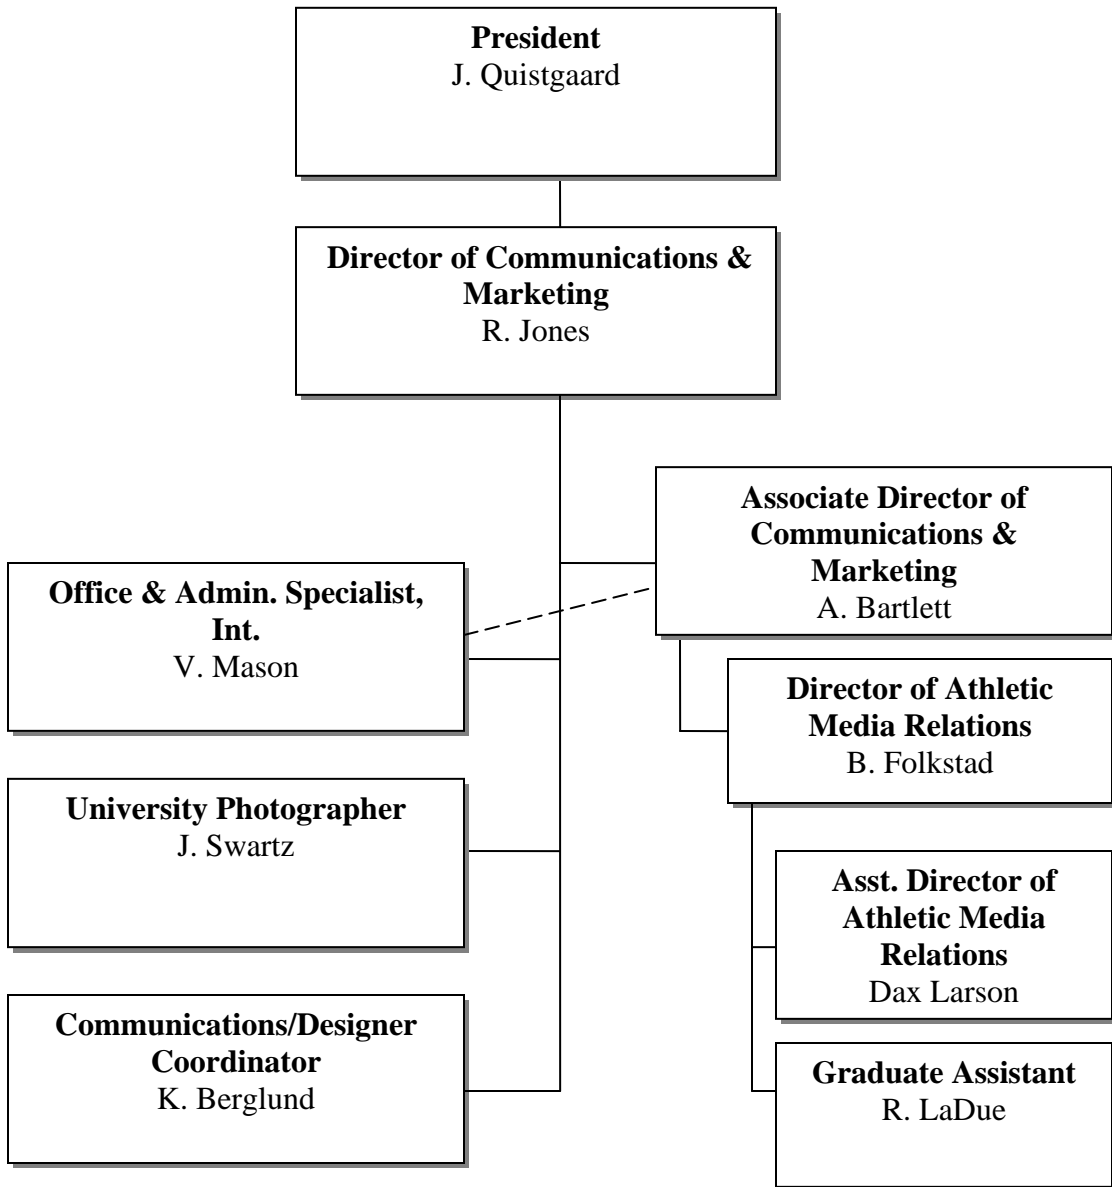 President
J. Quistgaard
Director of Communications &
Marketing
R. Jones
Associate Director of
Communications &
Marketing
A. Bartlett
Office & Admin. Specialist,
Int.
V. Mason
Director of Athletic
Media Relations
B. Folkstad
University Photographer
J. Swartz
Asst. Director of
Athletic Media
Relations
Dax Larson
Communications/Designer
Coordinator
K. Berglund
Graduate Assistant
R. LaDue